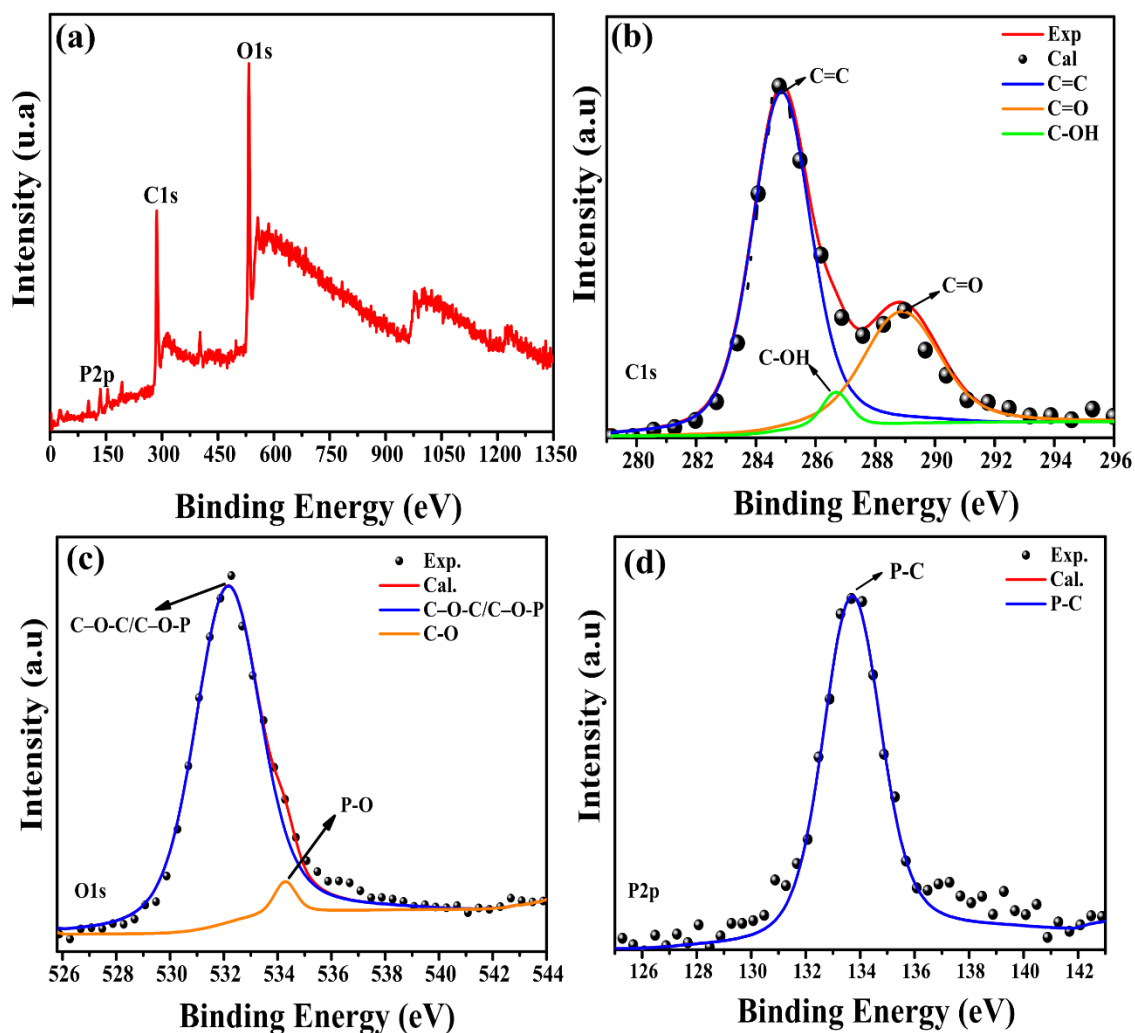 (a)
O1s
C1s
P2p
Intensity (u.a)
0 150 300 450 600 750 900 1050 1200 1350
Binding Energy (eV)
(b)
Exp
Cal
C=C
C=O
C-OH
C=C
C=O
C-OH
C1s
Intensity (a.u)
280 282 284 286 288 290 292 294 296
Binding Energy (eV)
(c)
Exp.
Cal.
C–O-C/C–O-P
C-O
C–O-C/C–O-P
P-O
O1s
Intensity (a.u)
526 528 530 532 534 536 538 540 542 544
Binding Energy (eV)
(d)
Exp.
Cal.
P-C
P-C
P2p
Intensity (a.u)
126 128 130 132 134 136 138 140 142
Binding Energy (eV)